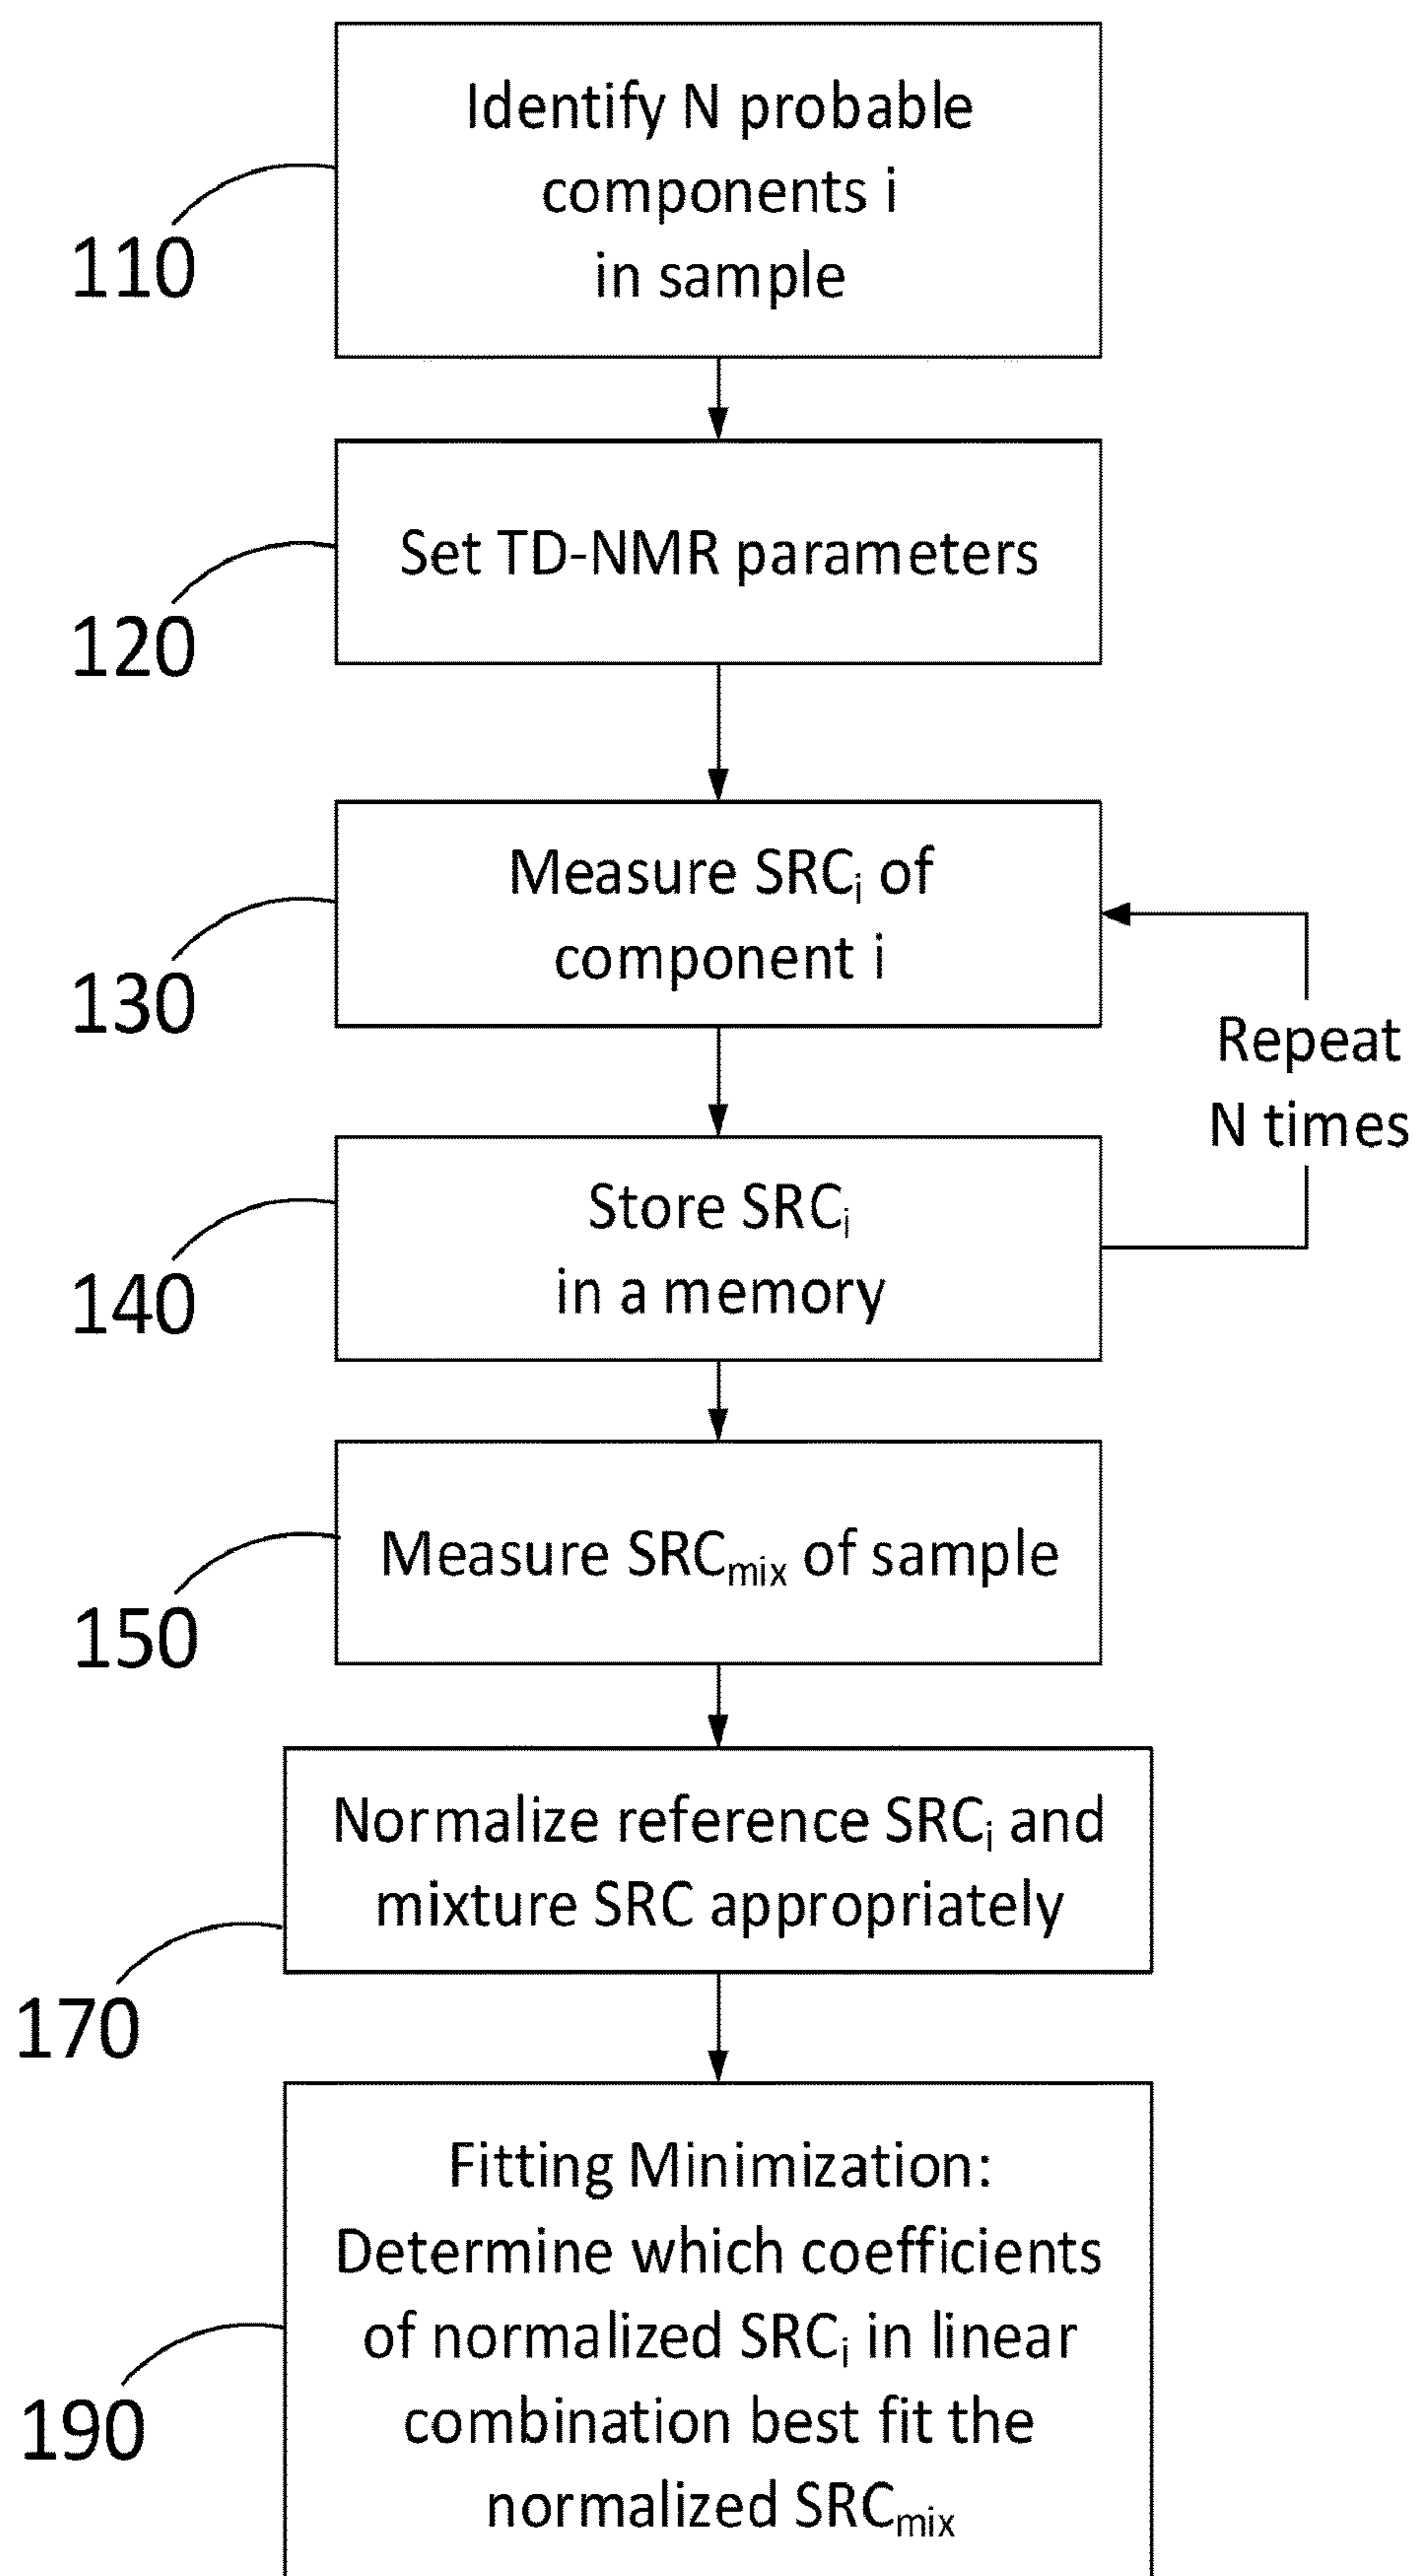 Identify N probable
components i
in sample
110
Set TD-NMR parameters
120
Measure SRCᵢ of
component i
130
Repeat
N times
Store SRCᵢ
in a memory
140
Measure SRCmix of sample
150
Normalize reference SRCᵢ and
mixture SRC appropriately
170
Fitting Minimization:
Determine which coefficients
of normalized SRCᵢ in linear
combination best fit the
normalized SRCmix
190